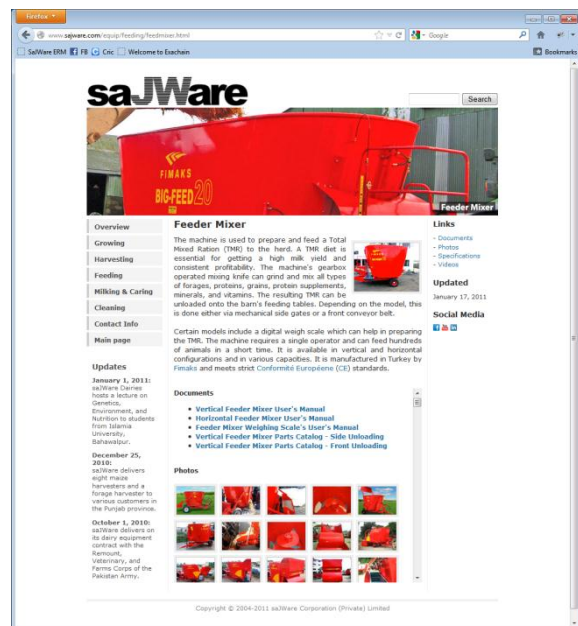 Firefox
www.sajware.com/equip/feeding/feedmixer.html
Google
SaJWare ERM
FB
Cric
Welcome to Exachain
Bookmarks
saJWare
Search
FIMAKS
BIG-FEED 20
Feeder Mixer
Overview
Growing
Harvesting
Feeding
Milking & Caring
Cleaning
Contact Info
Main page
Updates
January 1, 2011:
saJWare Dairies
hosts a lecture on
Genetics,
Environment, and
Nutrition to students
from Islamia
University,
Bahawalpur.
December 25,
2010:
saJWare delivers
eight maize
harvesters and a
forage harvester to
various customers in
the Punjab province.
October 1, 2010:
saJWare delivers on
its dairy equipment
contract with the
Remount,
Veterinary, and
Farms Corps of the
Pakistan Army.
Feeder Mixer
The machine is used to prepare and feed a Total
Mixed Ration (TMR) to the herd. A TMR diet is
essential for getting a high milk yield and
consistent profitability. The machine's gearbox
operated mixing knife can grind and mix all types
of forages, proteins, grains, protein supplements,
minerals, and vitamins. The resulting TMR can be
unloaded onto the barn's feeding tables. Depending on the model, this
is done either via mechanical side gates or a front conveyor belt.
Certain models include a digital weigh scale which can help in preparing
the TMR. The machine requires a single operator and can feed hundreds
of animals in a short time. It is available in vertical and horizontal
configurations and in various capacities. It is manufactured in Turkey by
Fimaks and meets strict Conformité Européene (CE) standards.
Documents
• Vertical Feeder Mixer User's Manual
• Horizontal Feeder Mixer User's Manual
• Feeder Mixer Weighing Scale's User's Manual
• Vertical Feeder Mixer Parts Catalog - Side Unloading
• Vertical Feeder Mixer Parts Catalog - Front Unloading
Photos
Links
- Documents
- Photos
- Specifications
- Videos
Updated
January 17, 2011
Social Media
Copyright © 2004-2011 saJWare Corporation (Private) Limited